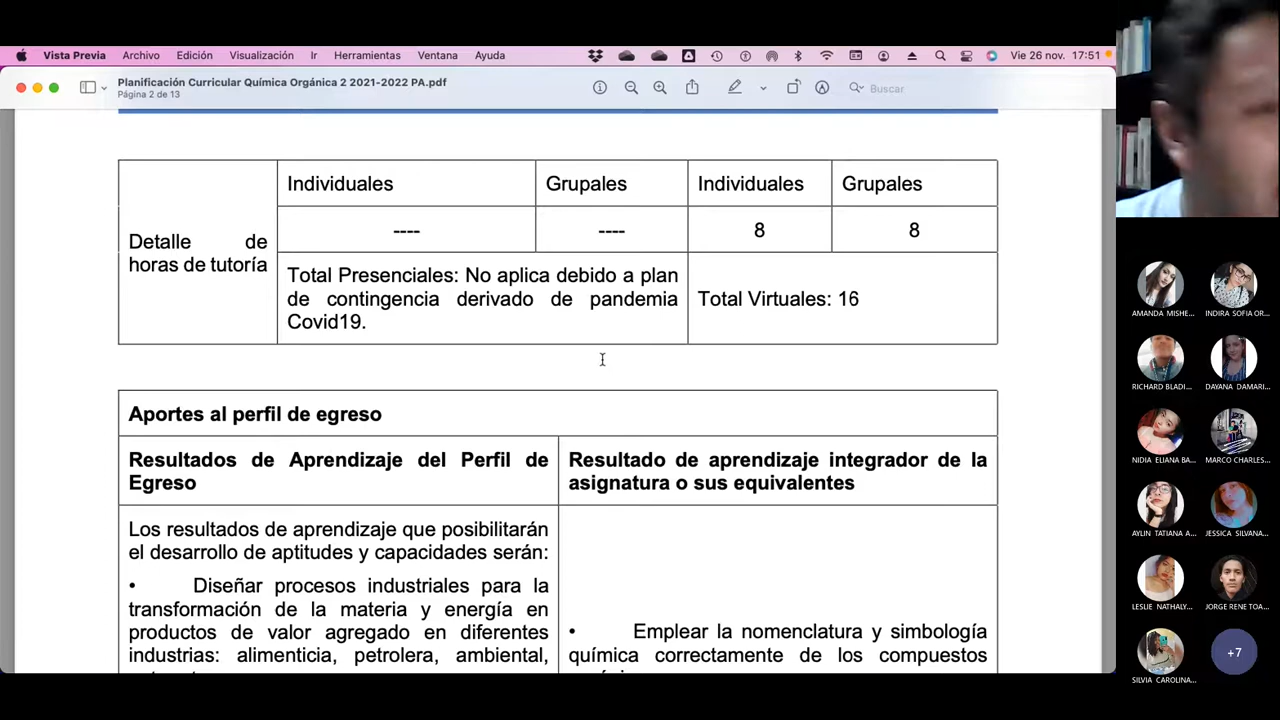 Vista Previa Archivo Edición Visualización Ir Herramientas Ventana Ayuda Vie 26 nov. 17:51
Planificación Curricular Química Orgánica 2 2021-2022 PA.pdf
Página 2 de 13
Buscar
Individuales Grupales Individuales Grupales
---- ---- 8 8
Detalle de
horas de tutoría
Total Presenciales: No aplica debido a plan
de contingencia derivado de pandemia
Covid19.
Total Virtuales: 16
Aportes al perfil de egreso
Resultados de Aprendizaje del Perfil de
Egreso
Resultado de aprendizaje integrador de la
asignatura o sus equivalentes
Los resultados de aprendizaje que posibilitarán
el desarrollo de aptitudes y capacidades serán:
• Diseñar procesos industriales para la
transformación de la materia y energía en
productos de valor agregado en diferentes
industrias: alimenticia, petrolera, ambiental,
• Emplear la nomenclatura y simbología
química correctamente de los compuestos
AMANDA MISHE...
INDIRA SOFIA OR...
RICHARD BLADI...
DAYANA DAMARI...
NIDIA ELIANA BA...
MARCO CHARLES...
AYLIN TATIANA A...
JESSICA SILVANA...
LESLIE NATHALY...
JORGE RENE TOA...
SILVIA CAROLINA...
+7